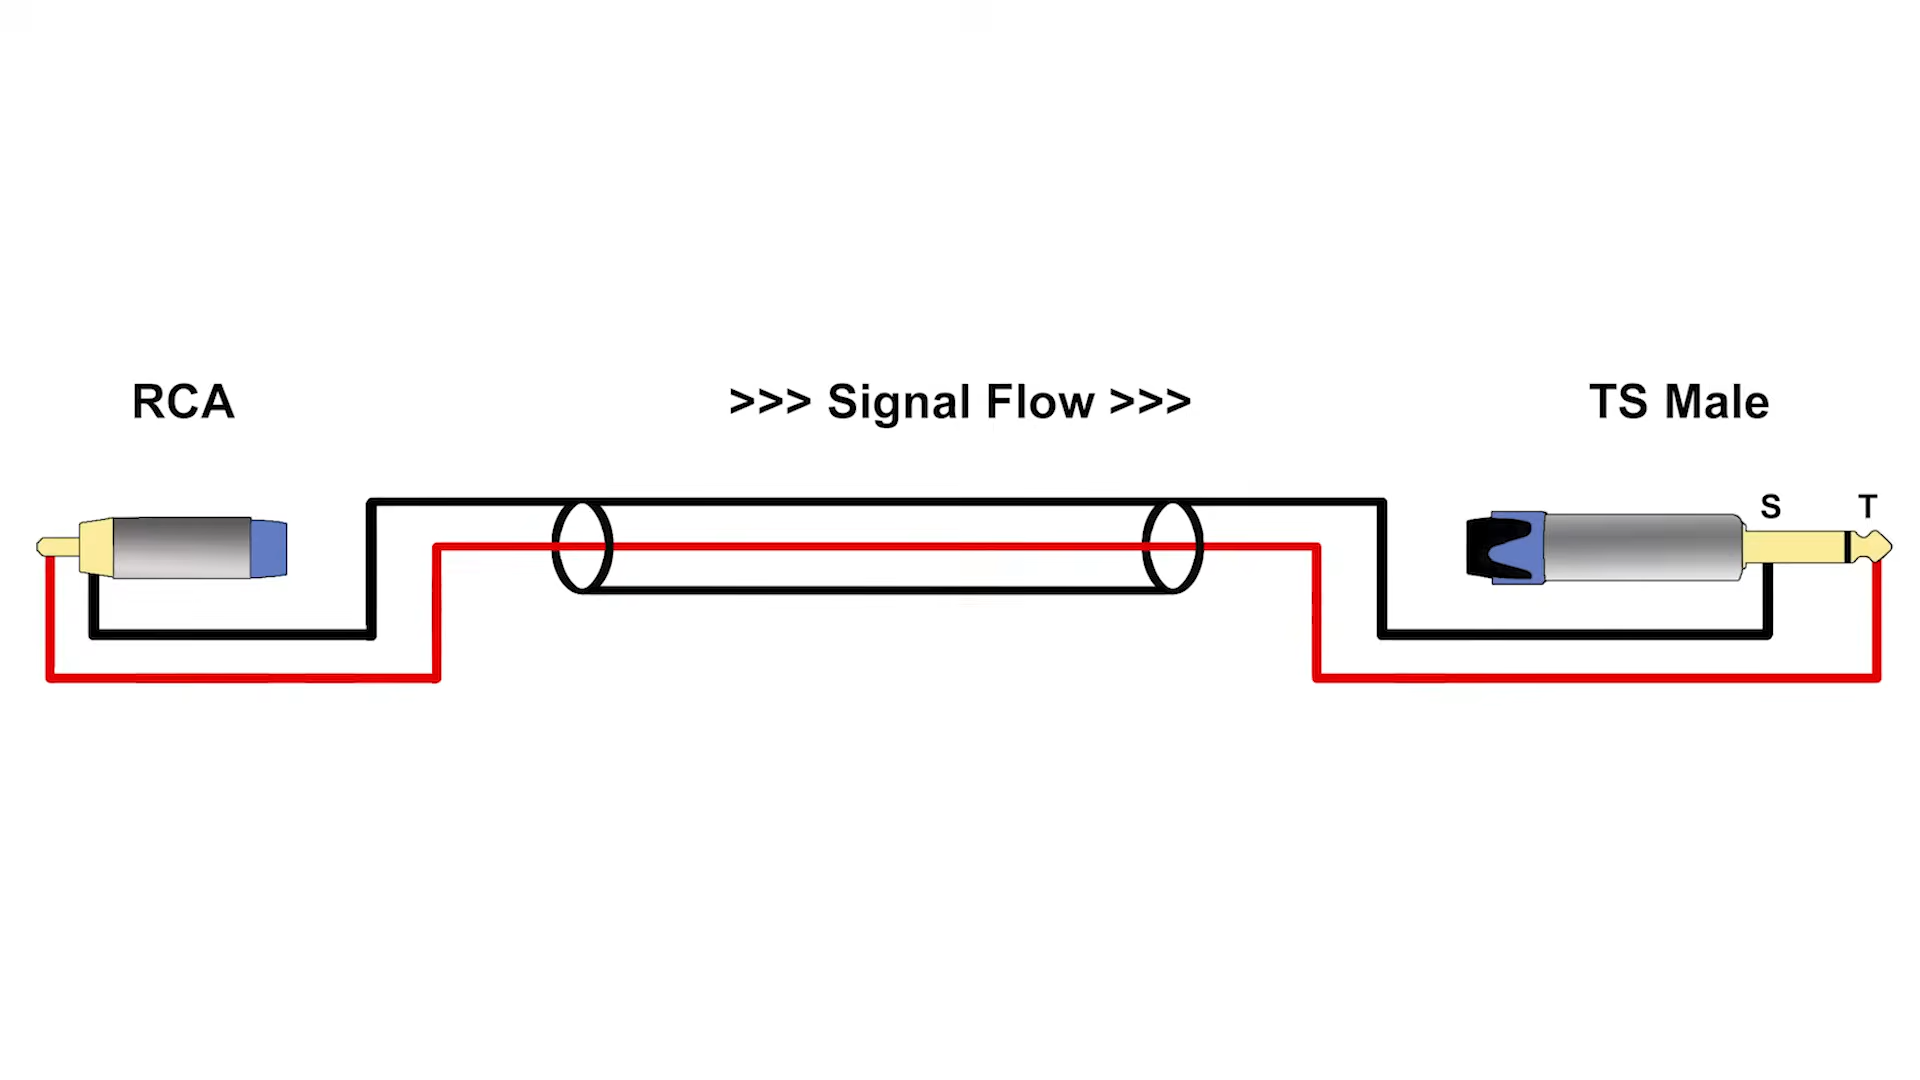 RCA
>>> Signal Flow >>>
TS Male
S
T